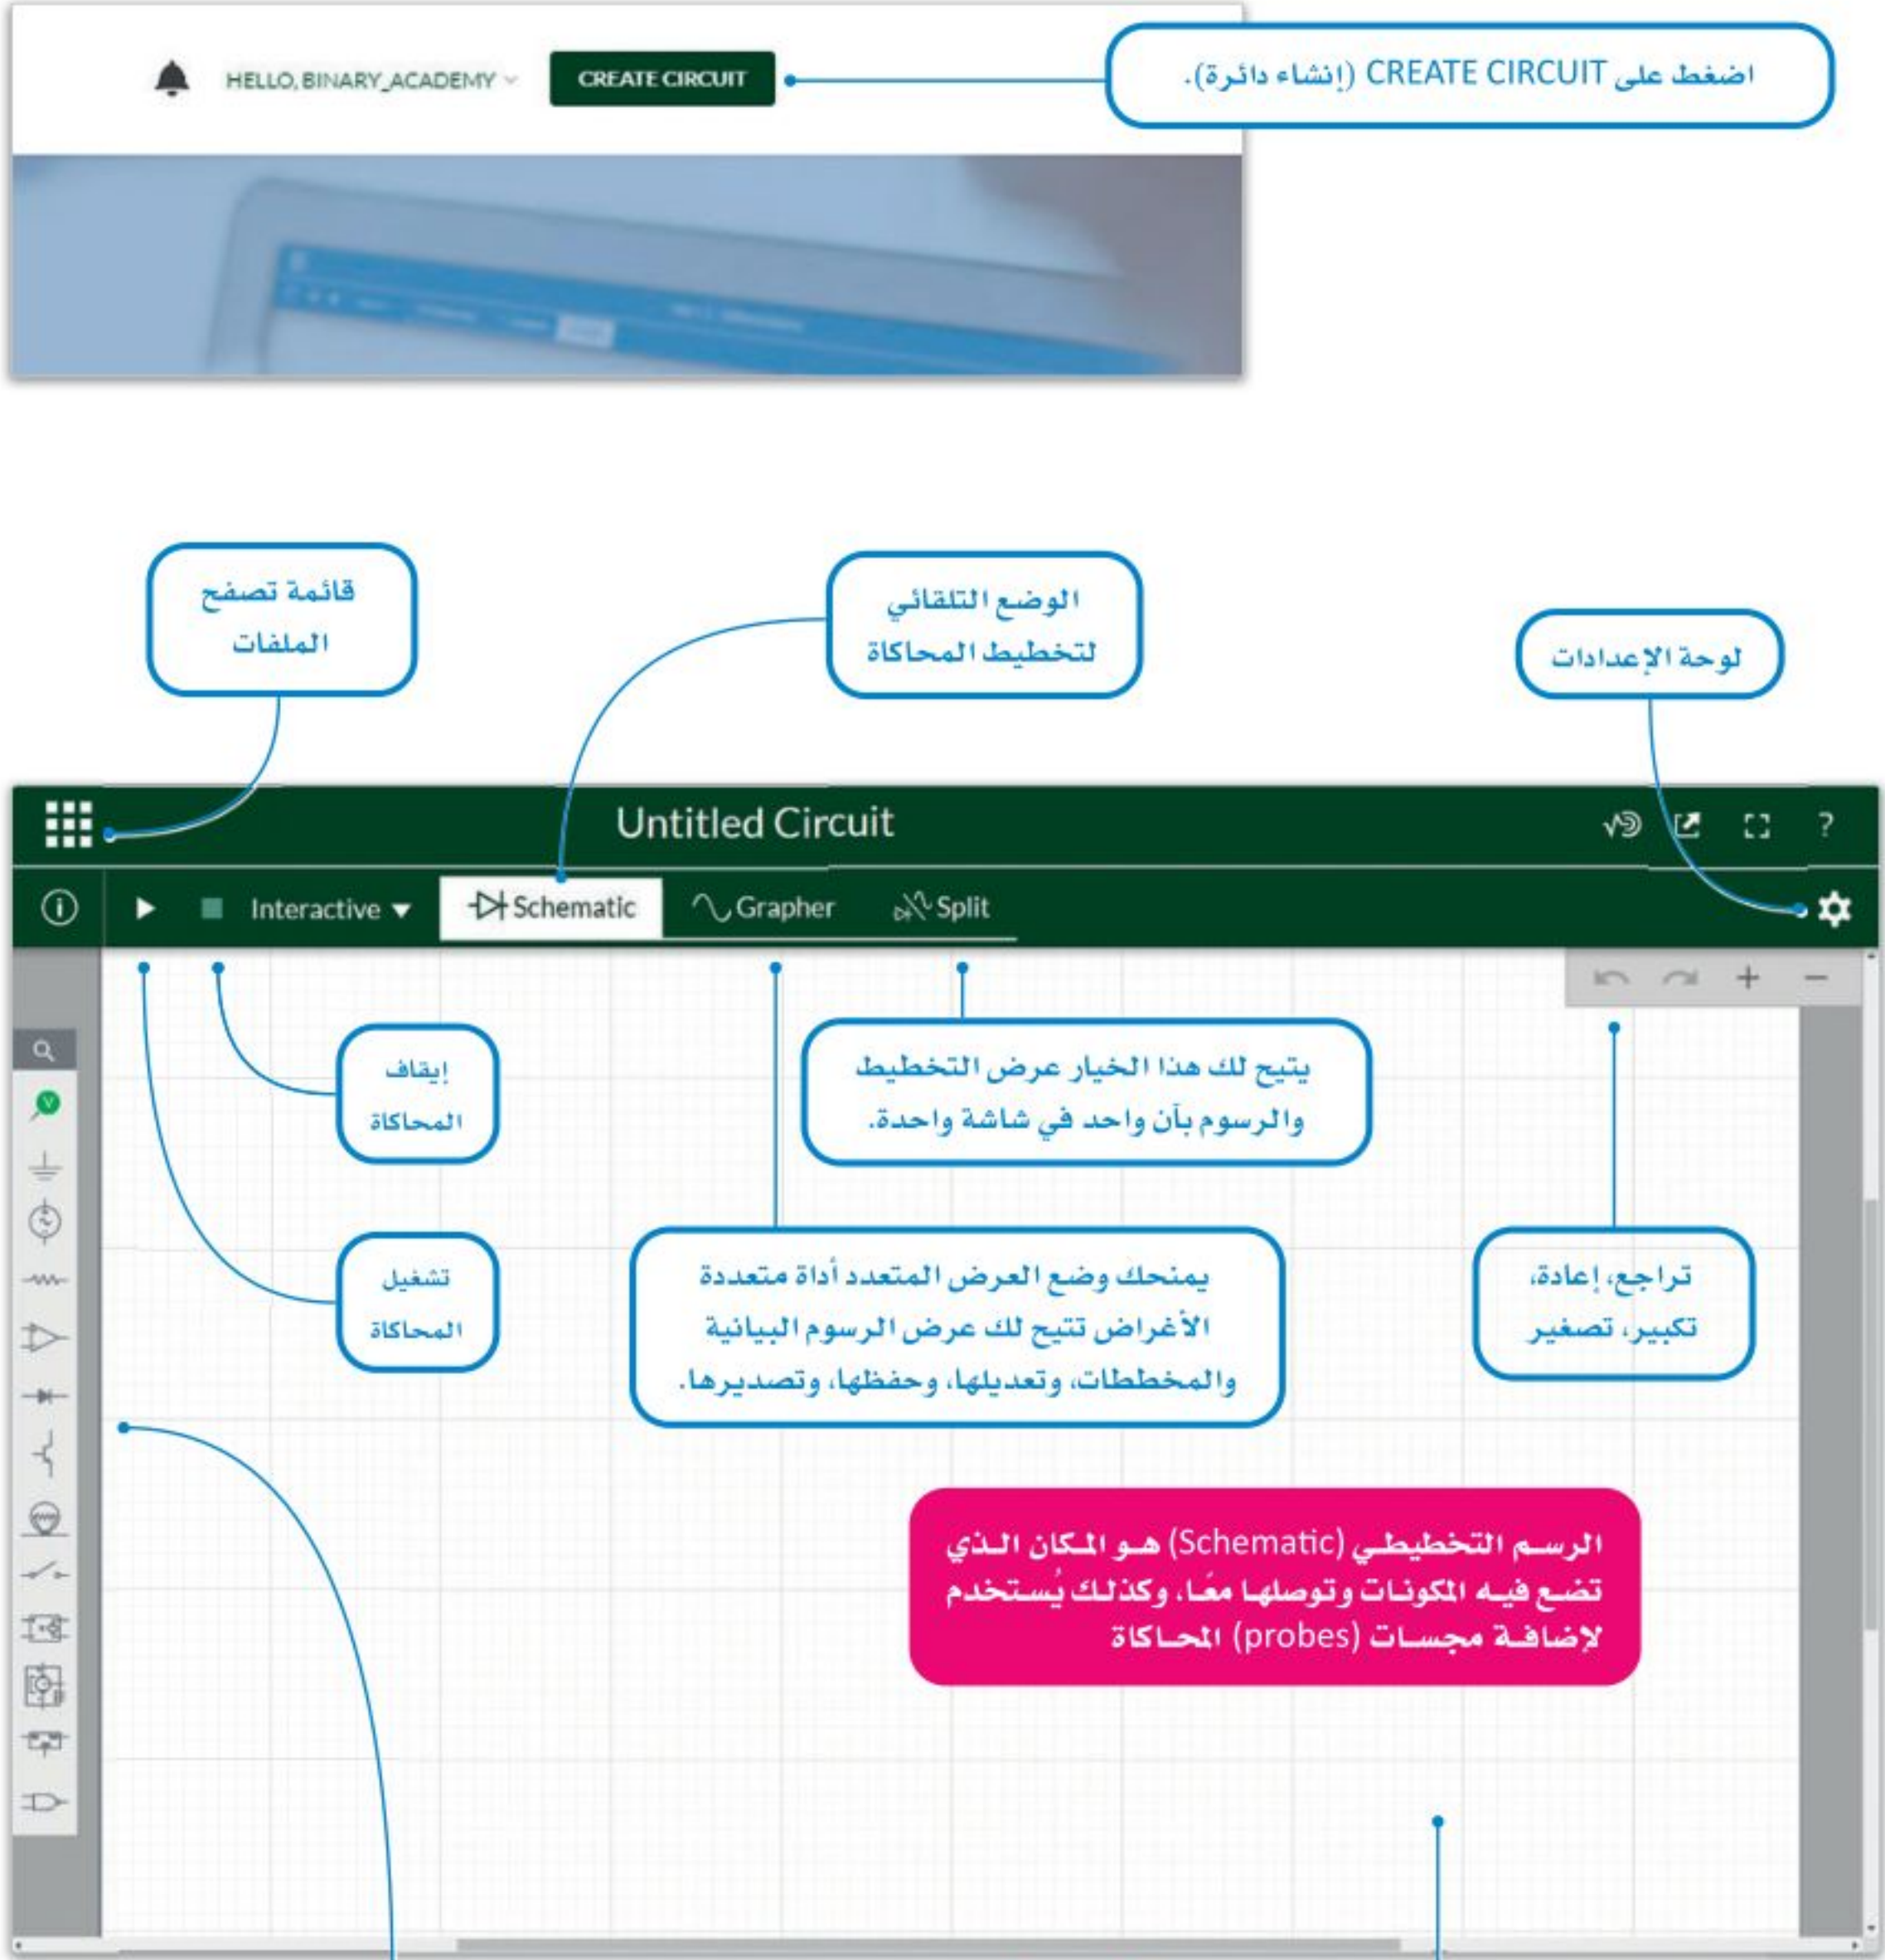 HELLO, BINARY_ACADEMY
CREATE CIRCUIT
اضغط على CREATE CIRCUIT (إنشاء دائرة).
قائمة تصفح
الملفات
الوضع التلقائي
لتخطيط المحاكاة
لوحة الإعدادات
Untitled Circuit
?
Interactive
Schematic
Grapher
Split
إيقاف
المحاكاة
يتيح لك هذا الخيار عرض التخطيط
والرسوم بآن واحد في شاشة واحدة.
V
تشغيل
المحاكاة
يمنحك وضع العرض المتعدد أداة متعددة
الأغراض تتيح لك عرض الرسوم البيانية
والمخططات، وتعديلها، وحفظها، وتصديرها.
تراجع، إعادة،
تكبير، تصغير
الرسم التخطيطي (Schematic) هو المكان الذي
تضع فيه المكونات وتوصلها معًا، وكذلك يُستخدم
لإضافة مجسات (probes) المحاكاة